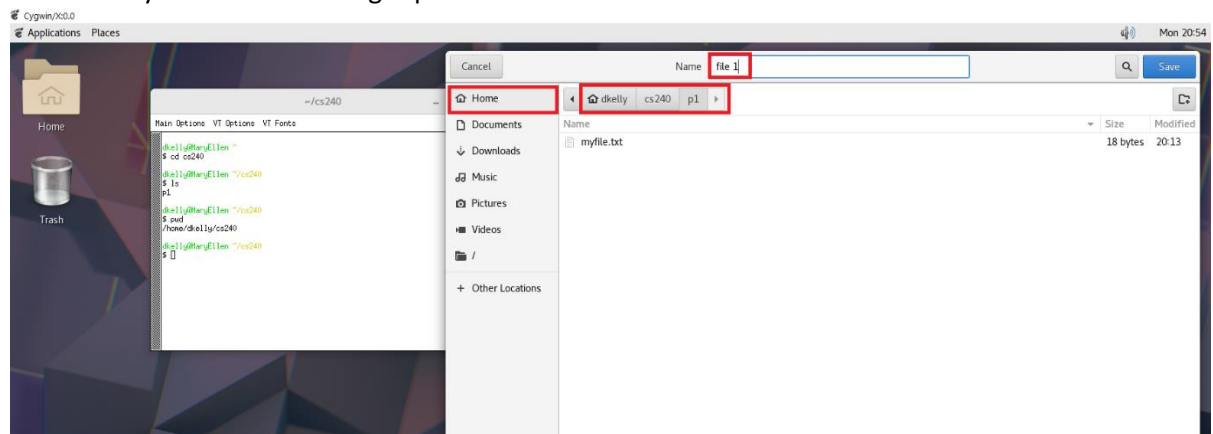 Cygwin/X:0.0
Applications Places
Mon 20:54
Home
Trash
~/cs240
Main Options VT Options VT Fonts
dkelly@MaryEllen ~
$ cd cs240
dkelly@MaryEllen ~/cs240
$ ls
p1
dkelly@MaryEllen ~/cs240
$ pwd
/home/dkelly/cs240
dkelly@MaryEllen ~/cs240
$
Cancel
Name file 1
Save
Home
Documents
Downloads
Music
Pictures
Videos
/
+ Other Locations
dkelly cs240 p1
Name Size Modified
myfile.txt 18 bytes 20:13